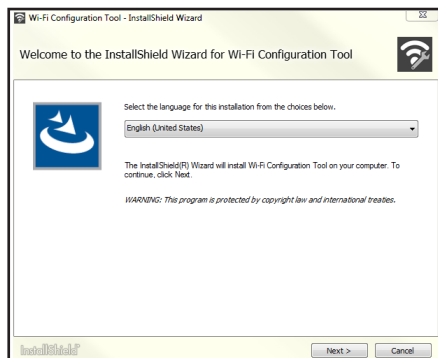 Wi-Fi Configuration Tool - InstallShield Wizard
Welcome to the InstallShield Wizard for Wi-Fi Configuration Tool
Select the language for this installation from the choices below.
English (United States)
The InstallShield(R) Wizard will install Wi-Fi Configuration Tool on your computer. To
continue, click Next.
WARNING: This program is protected by copyright law and international treaties.
InstallShield
Next >
Cancel